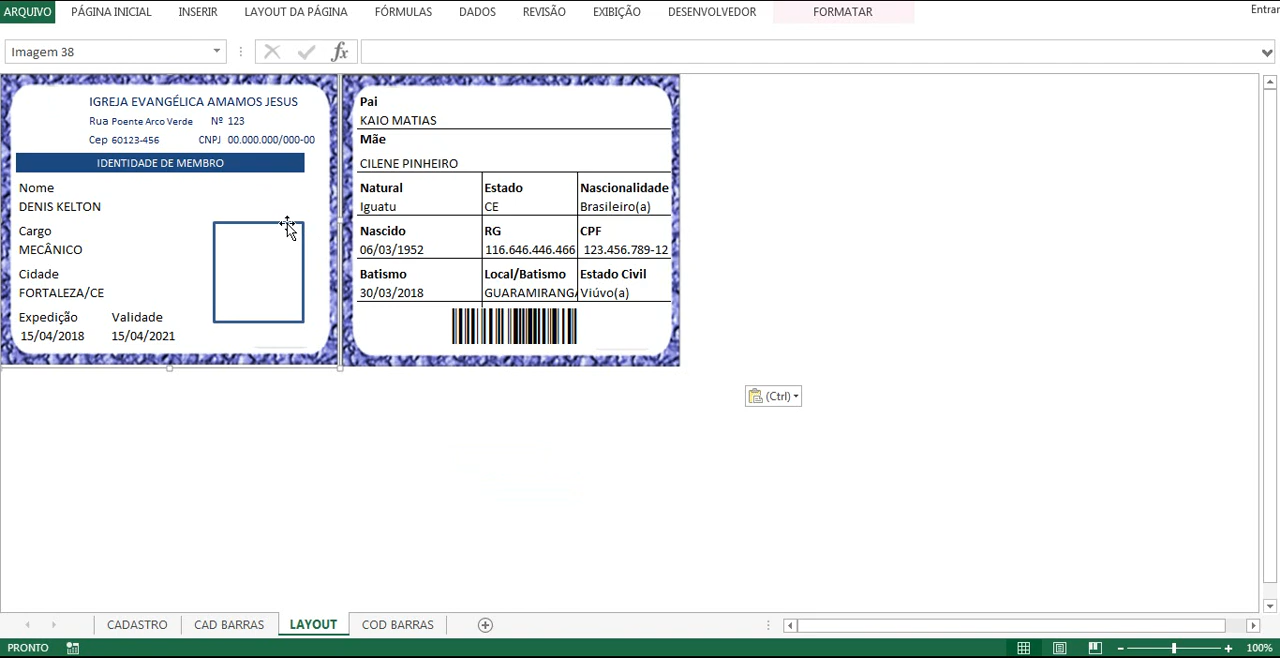 ARQUIVO PÁGINA INICIAL INSERIR LAYOUT DA PÁGINA FÓRMULAS DADOS REVISÃO EXIBIÇÃO DESENVOLVEDOR FORMATAR Entrar
Imagem 38 fx
IGREJA EVANGÉLICA AMAMOS JESUS
Rua Poente Arco Verde Nº 123
Cep 60123-456 CNPJ 00.000.000/000-00
IDENTIDADE DE MEMBRO
Nome
DENIS KELTON
Cargo
MECÂNICO
Cidade
FORTALEZA/CE
Expedição Validade
15/04/2018 15/04/2021
Pai
KAIO MATIAS
Mãe
CILENE PINHEIRO
Natural Estado Nascionalidade
Iguatu CE Brasileiro(a)
Nascido RG CPF
06/03/1952 116.646.446.466 123.456.789-12
Batismo Local/Batismo Estado Civil
30/03/2018 GUARAMIRANGA Viúvo(a)
(Ctrl)
CADASTRO CAD BARRAS LAYOUT COD BARRAS
PRONTO 100%